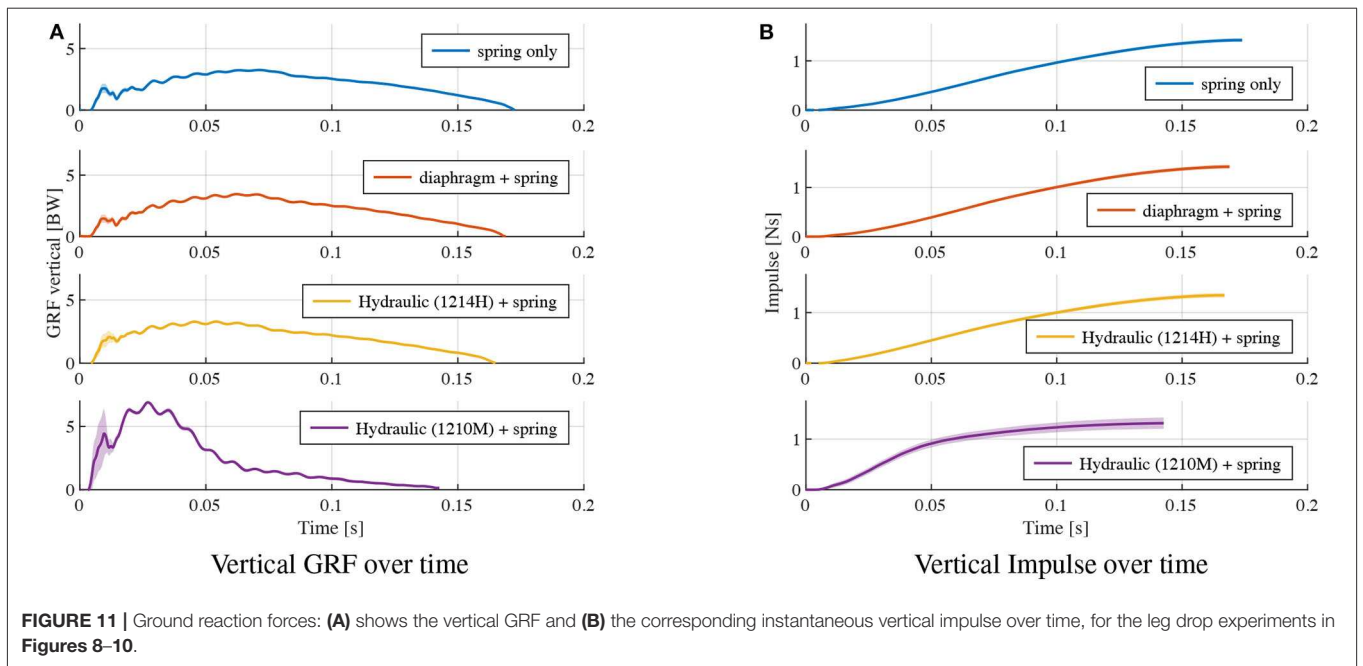 A
GRF vertical [BW]
5
0
spring only
0 0.05 0.1 0.15 0.2
5
0
diaphragm + spring
0 0.05 0.1 0.15 0.2
5
0
Hydraulic (1214H) + spring
0 0.05 0.1 0.15 0.2
5
0
Hydraulic (1210M) + spring
0 0.05 0.1 0.15 0.2
Time [s]
Vertical GRF over time
B
Impulse [Ns]
1
0
spring only
0 0.05 0.1 0.15 0.2
1
0
diaphragm + spring
0 0.05 0.1 0.15 0.2
1
0
Hydraulic (1214H) + spring
0 0.05 0.1 0.15 0.2
1
0
Hydraulic (1210M) + spring
0 0.05 0.1 0.15 0.2
Time [s]
Vertical Impulse over time
FIGURE 11 | Ground reaction forces: (A) shows the vertical GRF and (B) the corresponding instantaneous vertical impulse over time, for the leg drop experiments in
Figures 8–10.